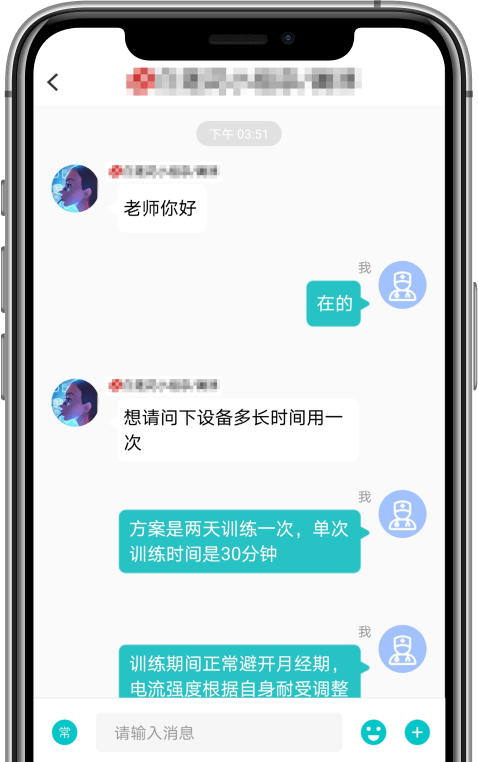 下午 03:51
老师你好
我
在的
想请问下设备多长时间用一
次
我
方案是两天训练一次，单次
训练时间是30分钟
我
训练期间正常避开月经期，
电流强度根据自身耐受调整
常
请输入消息